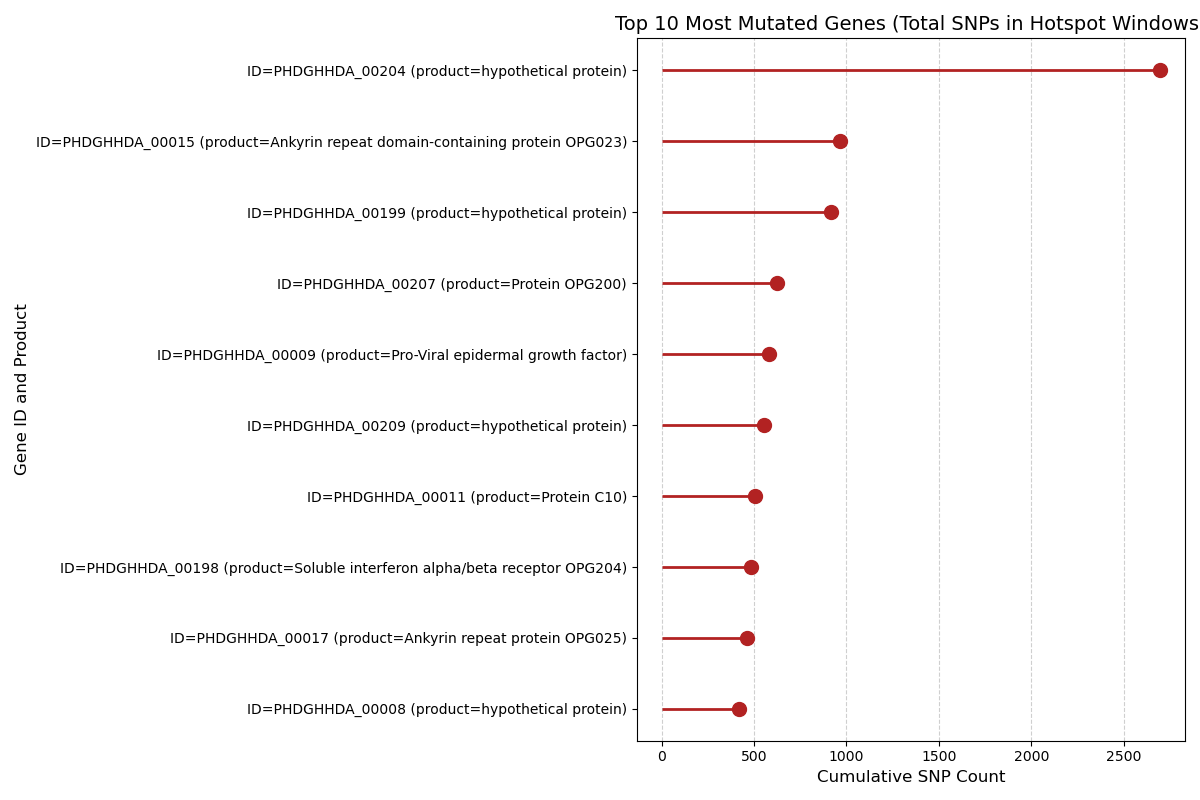 Top 10 Most Mutated Genes (Total SNPs in Hotspot Windows
ID=PHDGHHDA_00204 (product=hypothetical protein)
ID=PHDGHHDA_00015 (product=Ankyrin repeat domain-containing protein OPG023)
ID=PHDGHHDA_00199 (product=hypothetical protein)
ID=PHDGHHDA_00207 (product=Protein OPG200)
ID=PHDGHHDA_00009 (product=Pro-Viral epidermal growth factor)
ID=PHDGHHDA_00209 (product=hypothetical protein)
ID=PHDGHHDA_00011 (product=Protein C10)
ID=PHDGHHDA_00198 (product=Soluble interferon alpha/beta receptor OPG204)
ID=PHDGHHDA_00017 (product=Ankyrin repeat protein OPG025)
ID=PHDGHHDA_00008 (product=hypothetical protein)
Gene ID and Product
0 500 1000 1500 2000 2500
Cumulative SNP Count